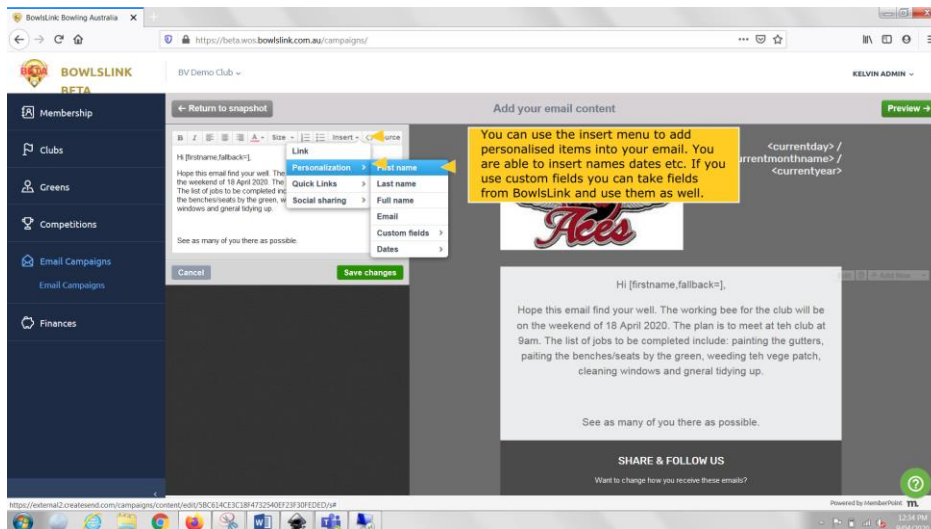 BowlsLink: Bowling Australia X
https://beta.wos.bowlslink.com.au/campaigns/
BETA
BOWLSLINK
BETA
BV Demo Club
KELVIN ADMIN
Membership
Clubs
Greens
Competitions
Email Campaigns
Email Campaigns
Finances
← Return to snapshot
Add your email content
Preview →
B I A Size Insert
Hi [firstname,fallback=],
Hope this email find your well. The
the weekend of 18 April 2020. The
The list of jobs to be completed inc
the benches/seats by the green, w
windows and gneral tidying up.
See as many of you there as possible.
Cancel
Save changes
Link
Personalization >
Quick Links >
Social sharing >
First name
Last name
Full name
Email
Custom fields >
Dates >
You can use the insert menu to add
personalised items into your email. You
are able to insert names dates etc. If you
use custom fields you can take fields
from BowlsLink and use them as well.
<currentday> /
rrentmonthname> /
<currentyear>
Aces
Add New
Hi [firstname,fallback=],
Hope this email find your well. The working bee for the club will be
on the weekend of 18 April 2020. The plan is to meet at teh club at
9am. The list of jobs to be completed include: painting the gutters,
paiting the benches/seats by the green, weeding teh vege patch,
cleaning windows and gneral tidying up.
See as many of you there as possible.
SHARE & FOLLOW US
Want to change how you receive these emails?
https://external2.createsend.com/campaigns/content/edit/5BC614CE3C18F4732540EF23F30FEDED/s#
Powered by MemberPoint
12:34 PM